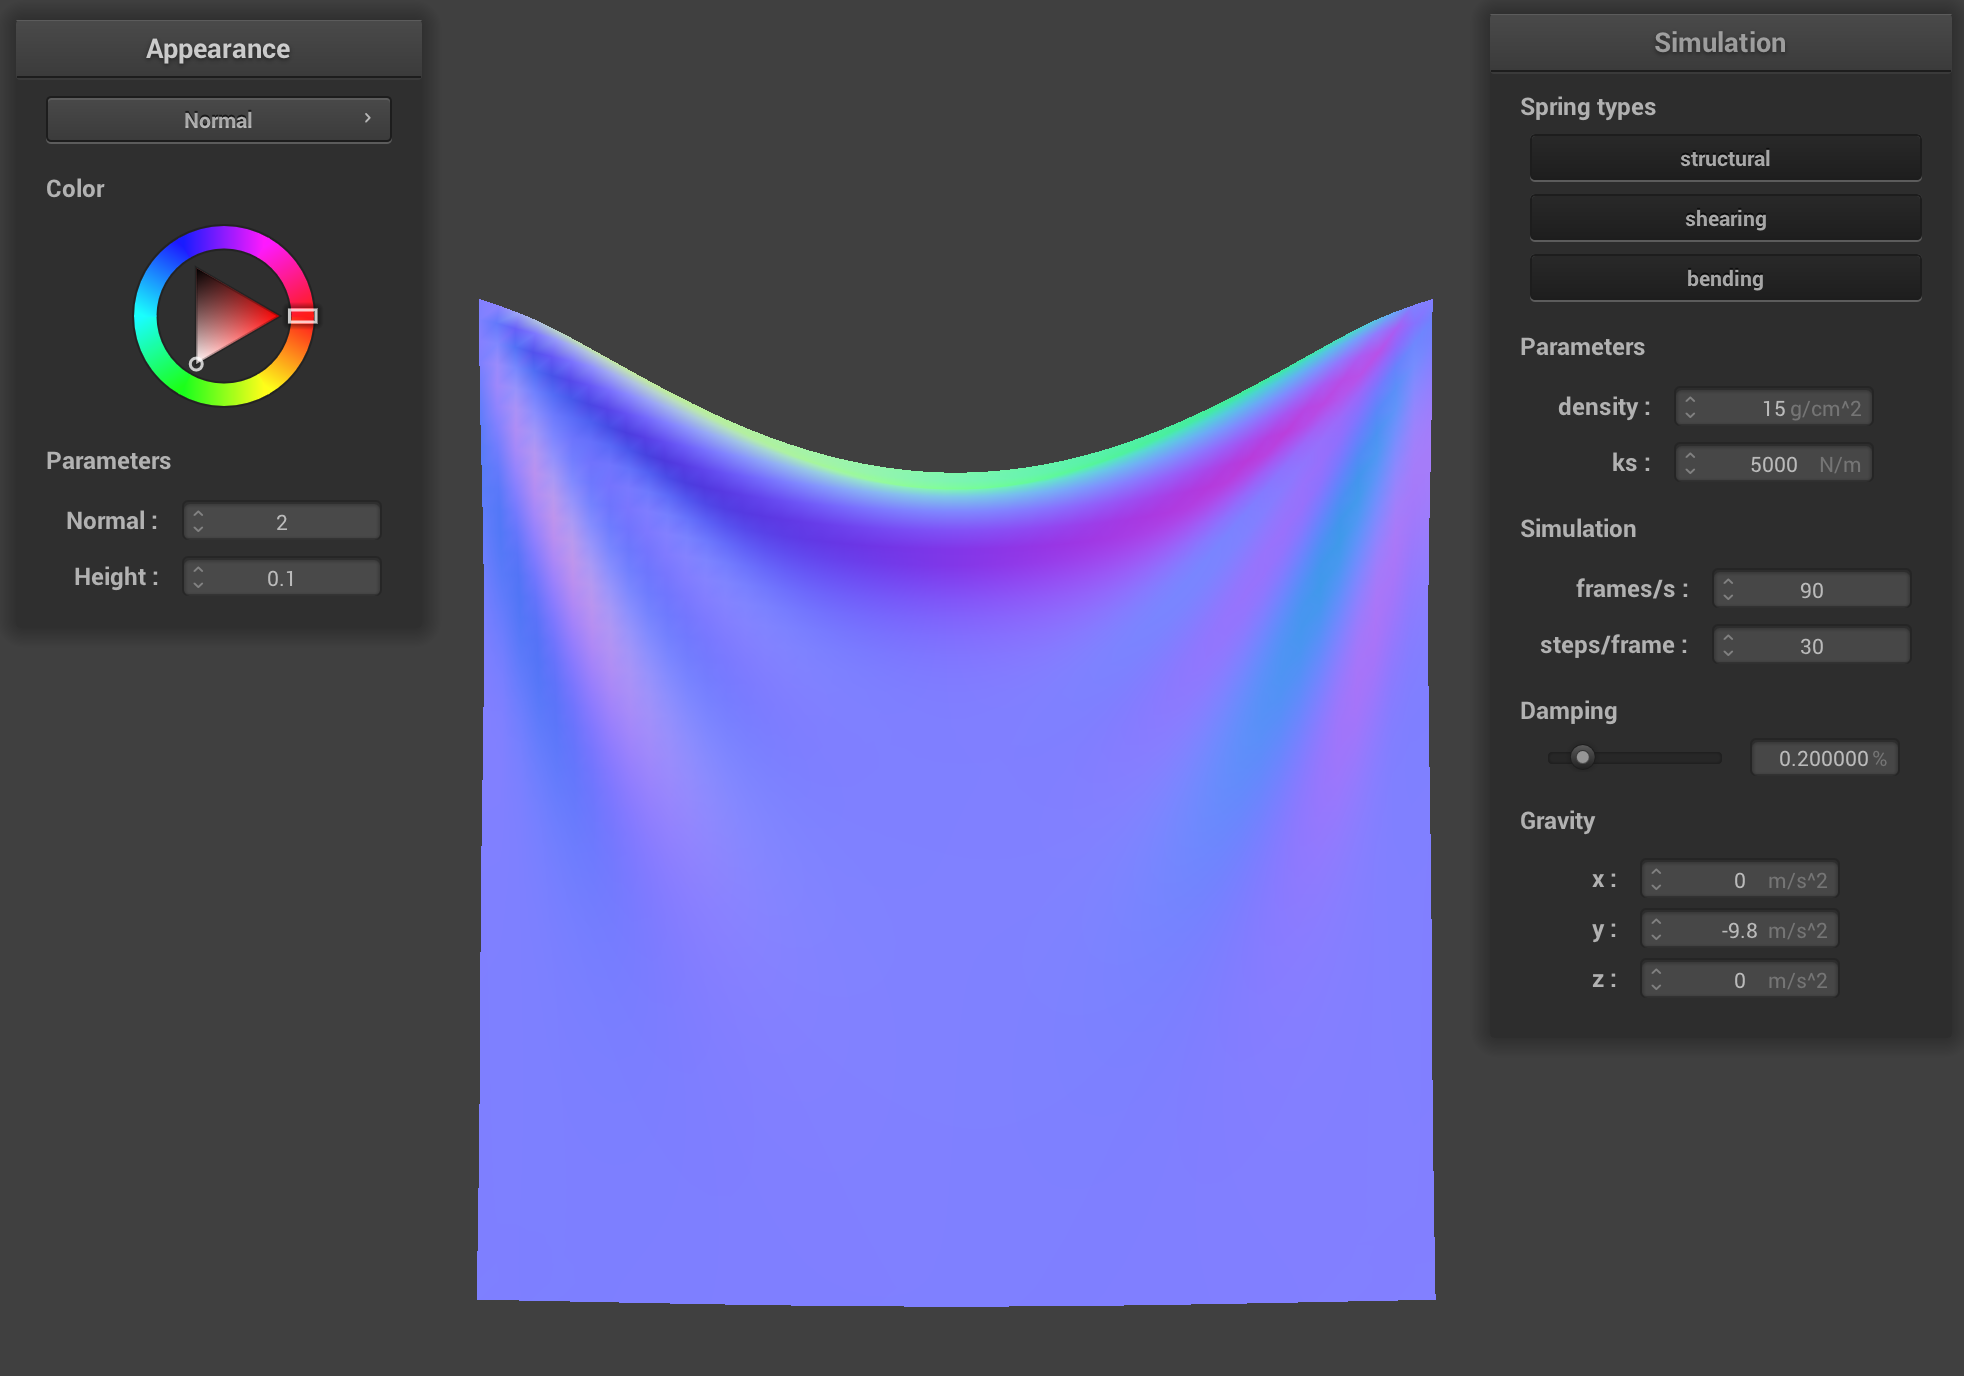 Appearance
Normal
Color
Parameters
Normal : 2
Height : 0.1
Simulation
Spring types
structural
shearing
bending
Parameters
density : 15 g/cm^2
ks : 5000 N/m
Simulation
frames/s : 90
steps/frame : 30
Damping
0.200000 %
Gravity
x : 0 m/s^2
y : -9.8 m/s^2
z : 0 m/s^2